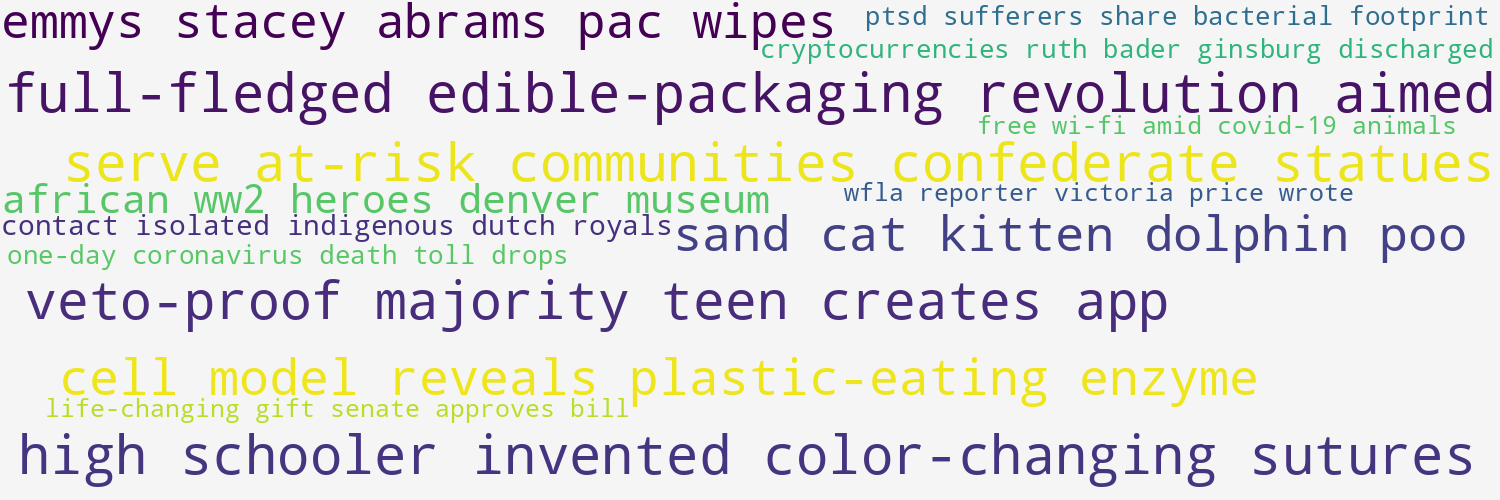 emmys stacey abrams pac wipes
ptsd sufferers share bacterial footprint
cryptocurrencies ruth bader ginsburg discharged
full-fledged edible-packaging revolution aimed
free wi-fi amid covid-19 animals
serve at-risk communities confederate statues
african ww2 heroes denver museum
wfla reporter victoria price wrote
contact isolated indigenous dutch royals
sand cat kitten dolphin poo
one-day coronavirus death toll drops
veto-proof majority teen creates app
cell model reveals plastic-eating enzyme
life-changing gift senate approves bill
high schooler invented color-changing sutures